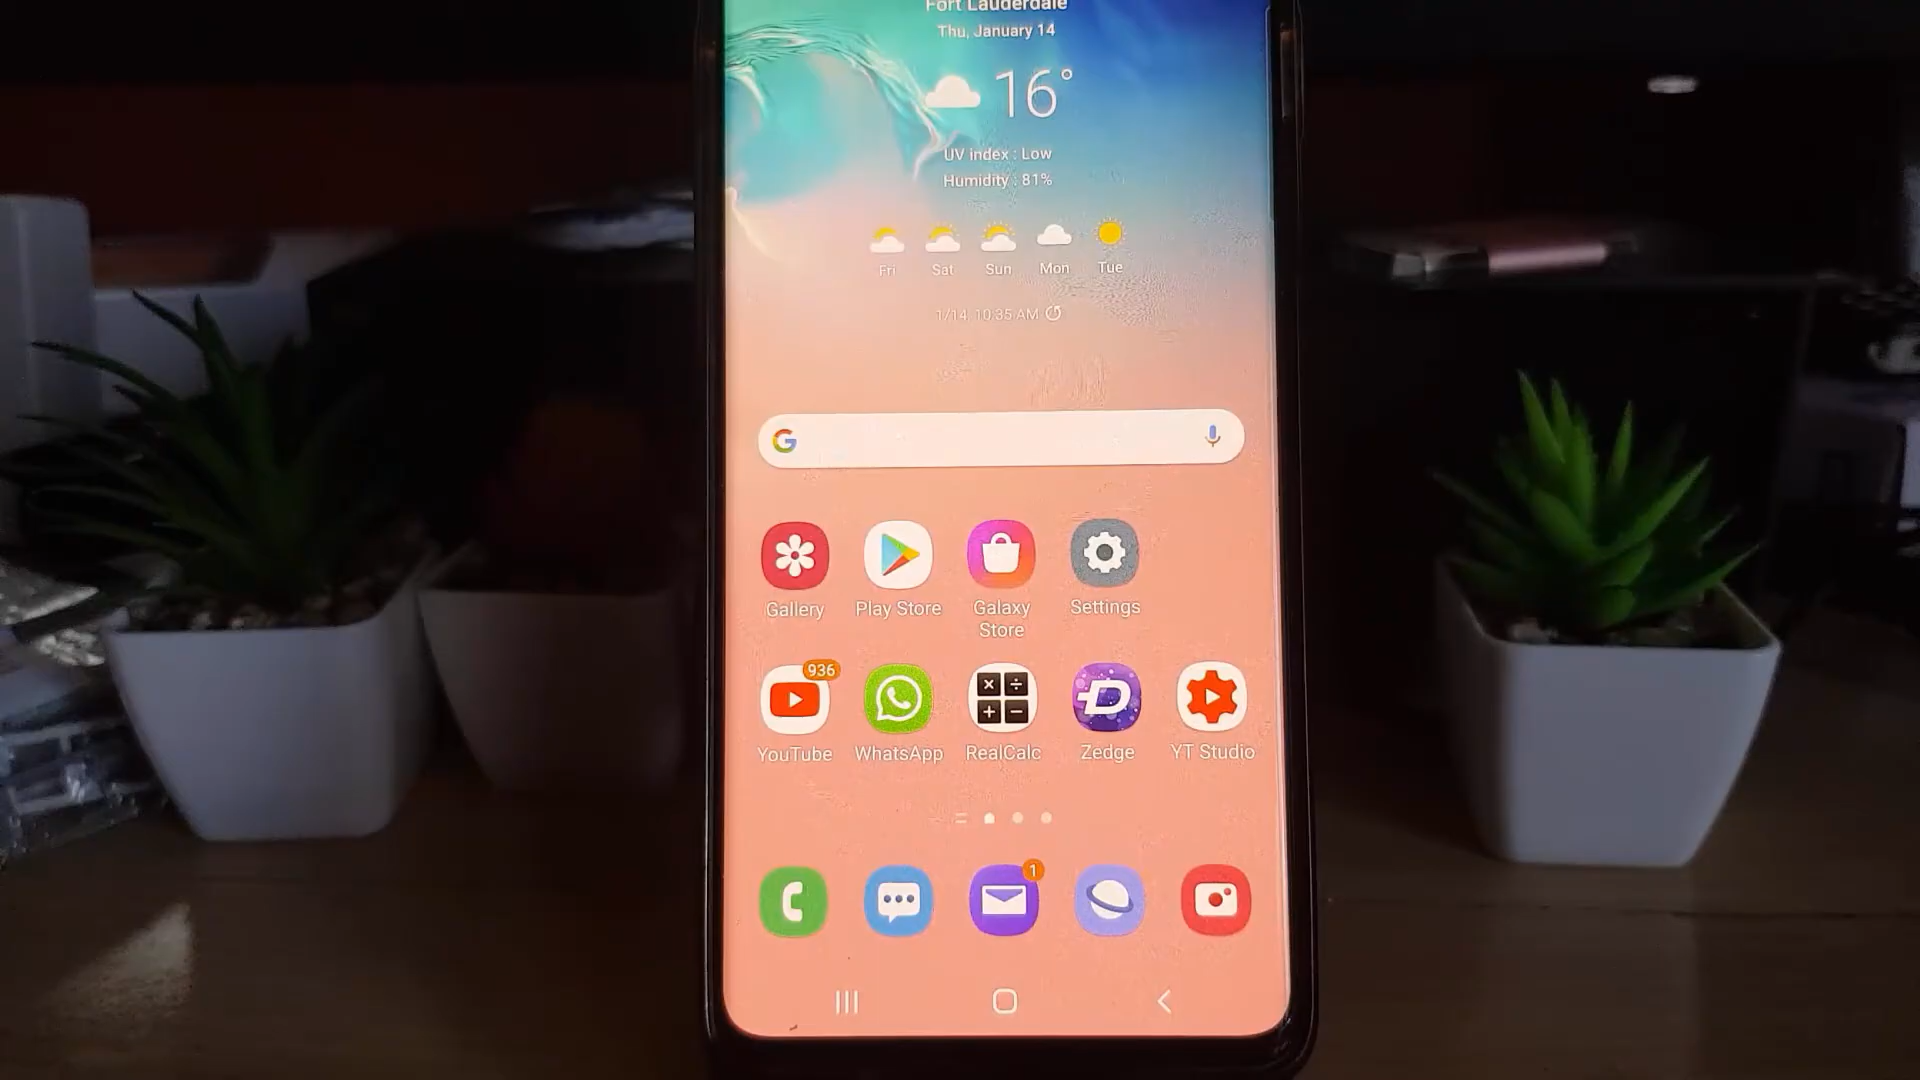 Fort Lauderdale
Thu, January 14
16°
UV index : Low
Humidity : 81%
Fri Sat Sun Mon Tue
1/14, 10:35 AM
G
Gallery Play Store Galaxy Store Settings
936
YouTube WhatsApp RealCalc Zedge YT Studio
1